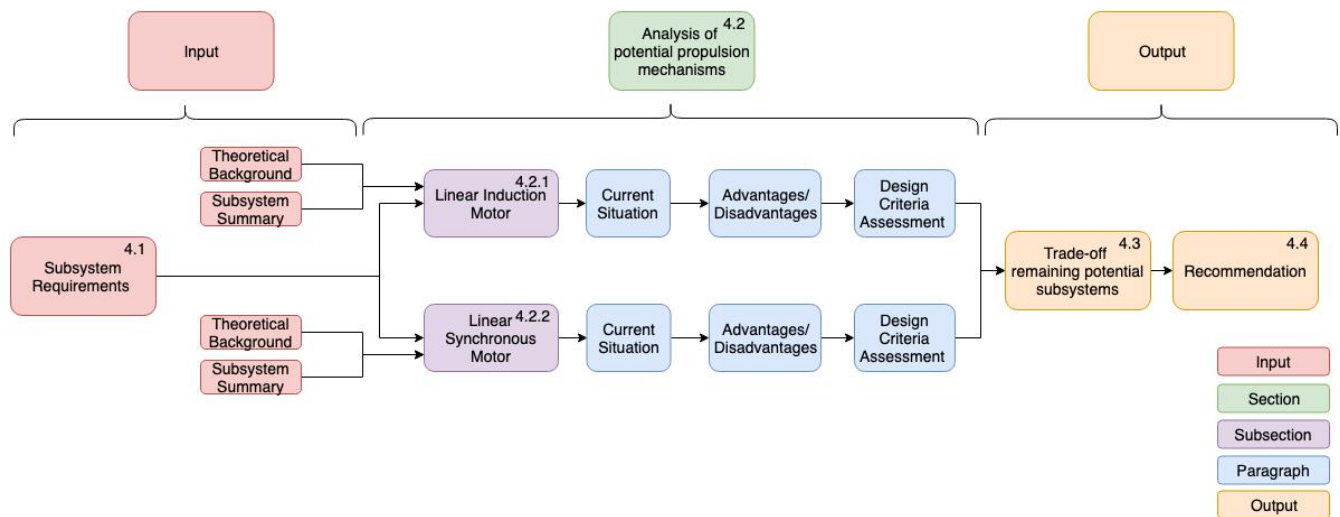 Input
4.2
Analysis of
potential propulsion
mechanisms
Output
Theoretical
Background
Subsystem
Summary
4.2.1
Linear Induction
Motor
Current
Situation
Advantages/
Disadvantages
Design
Criteria
Assessment
4.1
Subsystem
Requirements
4.3
Trade-off
remaining potential
subsystems
4.4
Recommendation
Theoretical
Background
Subsystem
Summary
4.2.2
Linear
Synchronous
Motor
Current
Situation
Advantages/
Disadvantages
Design
Criteria
Assessment
Input
Section
Subsection
Paragraph
Output